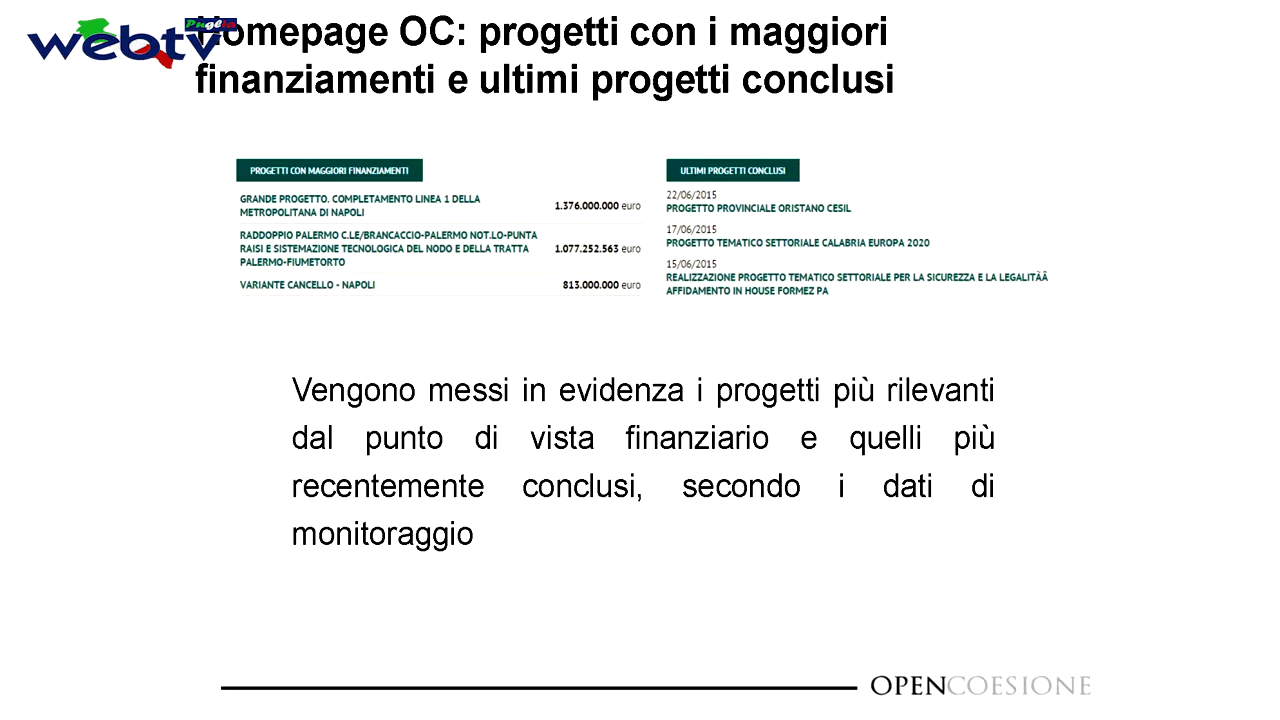 webtv
Puglia
Homepage OC: progetti con i maggiori
finanziamenti e ultimi progetti conclusi
PROGETTI CON MAGGIORI FINANZIAMENTI
GRANDE PROGETTO. COMPLETAMENTO LINEA 1 DELLA
METROPOLITANA DI NAPOLI
1.376.000.000 euro
RADDOPPIO PALERMO C.LE/BRANCACCIO-PALERMO NOT.LO-PUNTA
RAISI E SISTEMAZIONE TECNOLOGICA DEL NODO E DELLA TRATTA
PALERMO-FIUMETORTO
1.077.252.563 euro
VARIANTE CANCELLO - NAPOLI
813.000.000 euro
ULTIMI PROGETTI CONCLUSI
22/06/2015
PROGETTO PROVINCIALE ORISTANO CESIL
17/06/2015
PROGETTO TEMATICO SETTORIALE CALABRIA EUROPA 2020
15/06/2015
REALIZZAZIONE PROGETTO TEMATICO SETTORIALE PER LA SICUREZZA E LA LEGALITÀÂ
AFFIDAMENTO IN HOUSE FORMEZ PA
Vengono messi in evidenza i progetti più rilevanti
dal punto di vista finanziario e quelli più
recentemente conclusi, secondo i dati di
monitoraggio
OPENCOESIONE